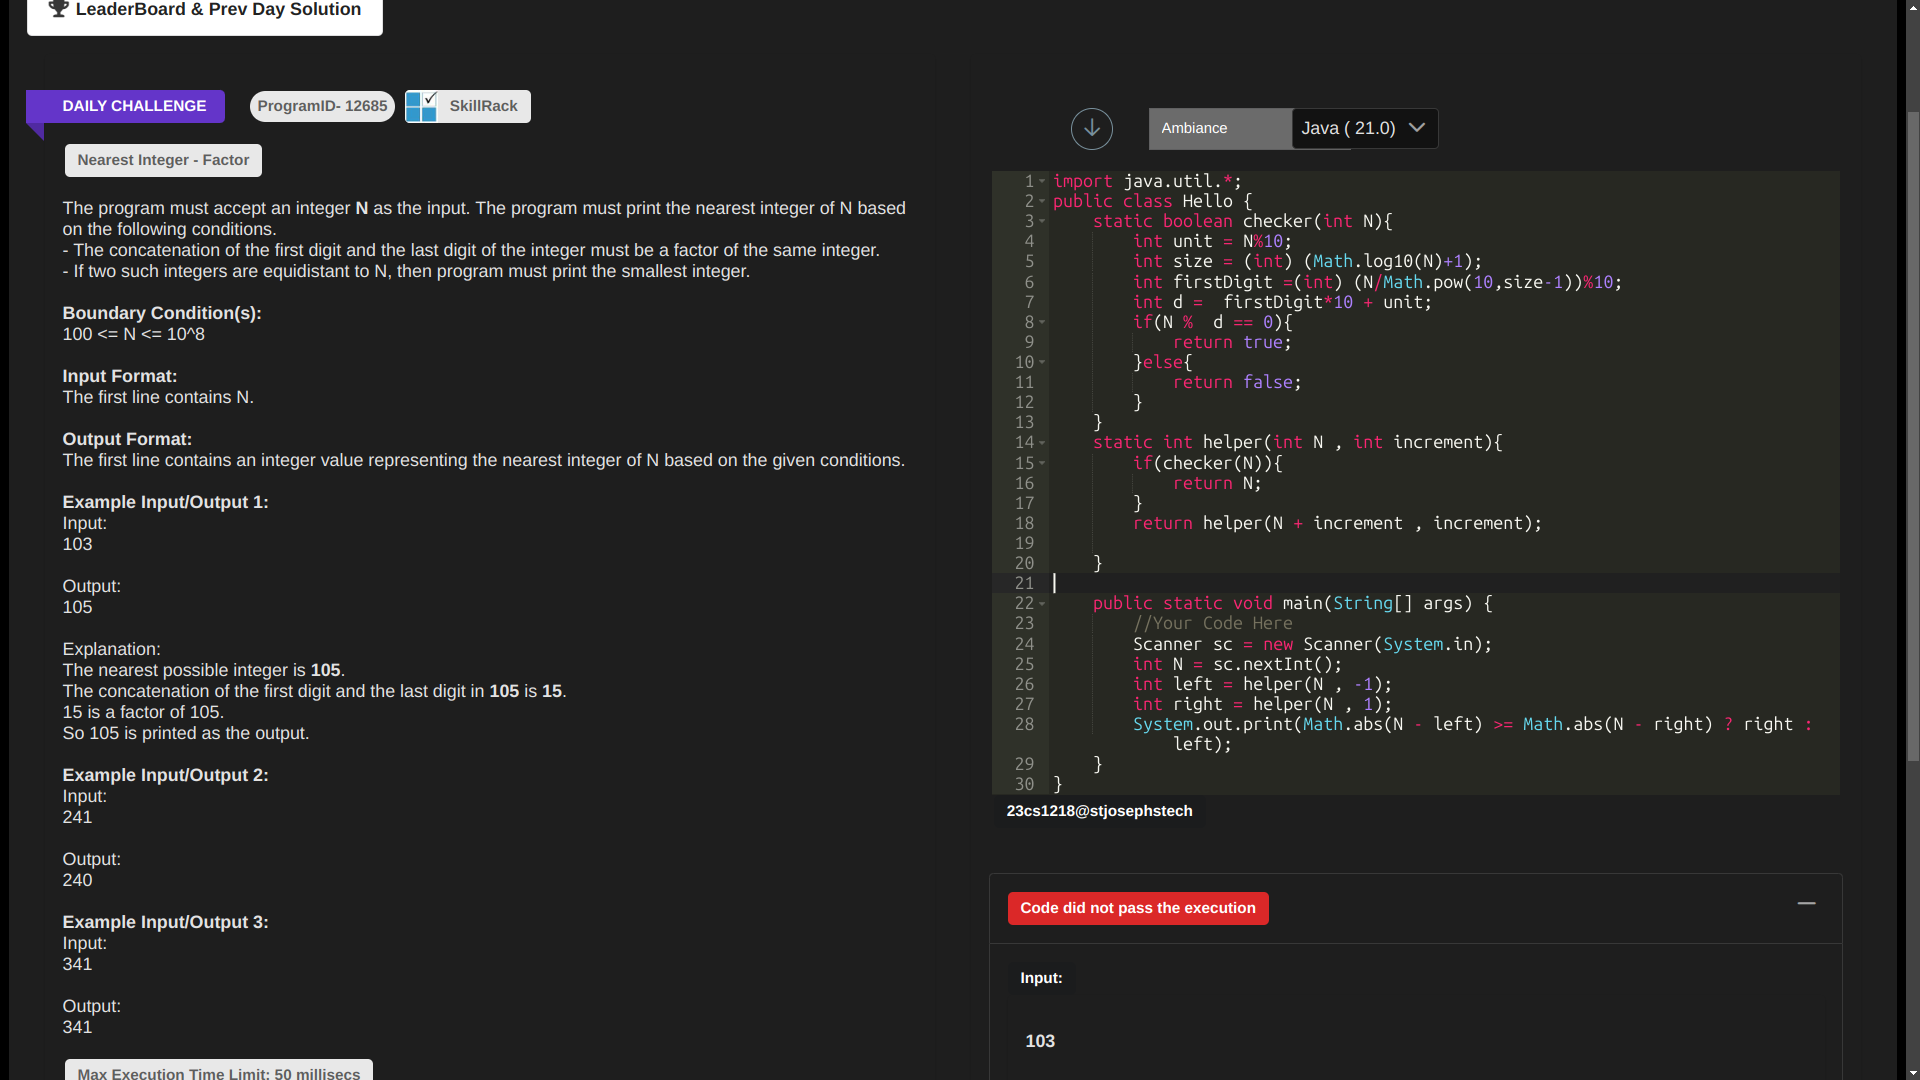 LeaderBoard & Prev Day Solution
DAILY CHALLENGE
ProgramID- 12685
SkillRack
Nearest Integer - Factor
The program must accept an integer N as the input. The program must print the nearest integer of N based
on the following conditions.
- The concatenation of the first digit and the last digit of the integer must be a factor of the same integer.
- If two such integers are equidistant to N, then program must print the smallest integer.
Boundary Condition(s):
100 <= N <= 10^8
Input Format:
The first line contains N.
Output Format:
The first line contains an integer value representing the nearest integer of N based on the given conditions.
Example Input/Output 1:
Input:
103
Output:
105
Explanation:
The nearest possible integer is 105.
The concatenation of the first digit and the last digit in 105 is 15.
15 is a factor of 105.
So 105 is printed as the output.
Example Input/Output 2:
Input:
241
Output:
240
Example Input/Output 3:
Input:
341
Output:
341
Max Execution Time Limit: 50 millisecs
Ambiance
Java ( 21.0)
1 import java.util.*;
2 public class Hello {
3 static boolean checker(int N){
4 int unit = N%10;
5 int size = (int) (Math.log10(N)+1);
6 int firstDigit =(int) (N/Math.pow(10,size-1))%10;
7 int d =  firstDigit*10 + unit;
8 if(N %  d == 0){
9 return true;
10 }else{
11 return false;
12 }
13 }
14 static int helper(int N , int increment){
15 if(checker(N)){
16 return N;
17 }
18 return helper(N + increment , increment);
19
20 }
21
22 public static void main(String[] args) {
23 //Your Code Here
24 Scanner sc = new Scanner(System.in);
25 int N = sc.nextInt();
26 int left = helper(N , -1);
27 int right = helper(N , 1);
28 System.out.print(Math.abs(N - left) >= Math.abs(N - right) ? right :
left);
29 }
30 }
23cs1218@stjosephstech
Code did not pass the execution
Input:
103